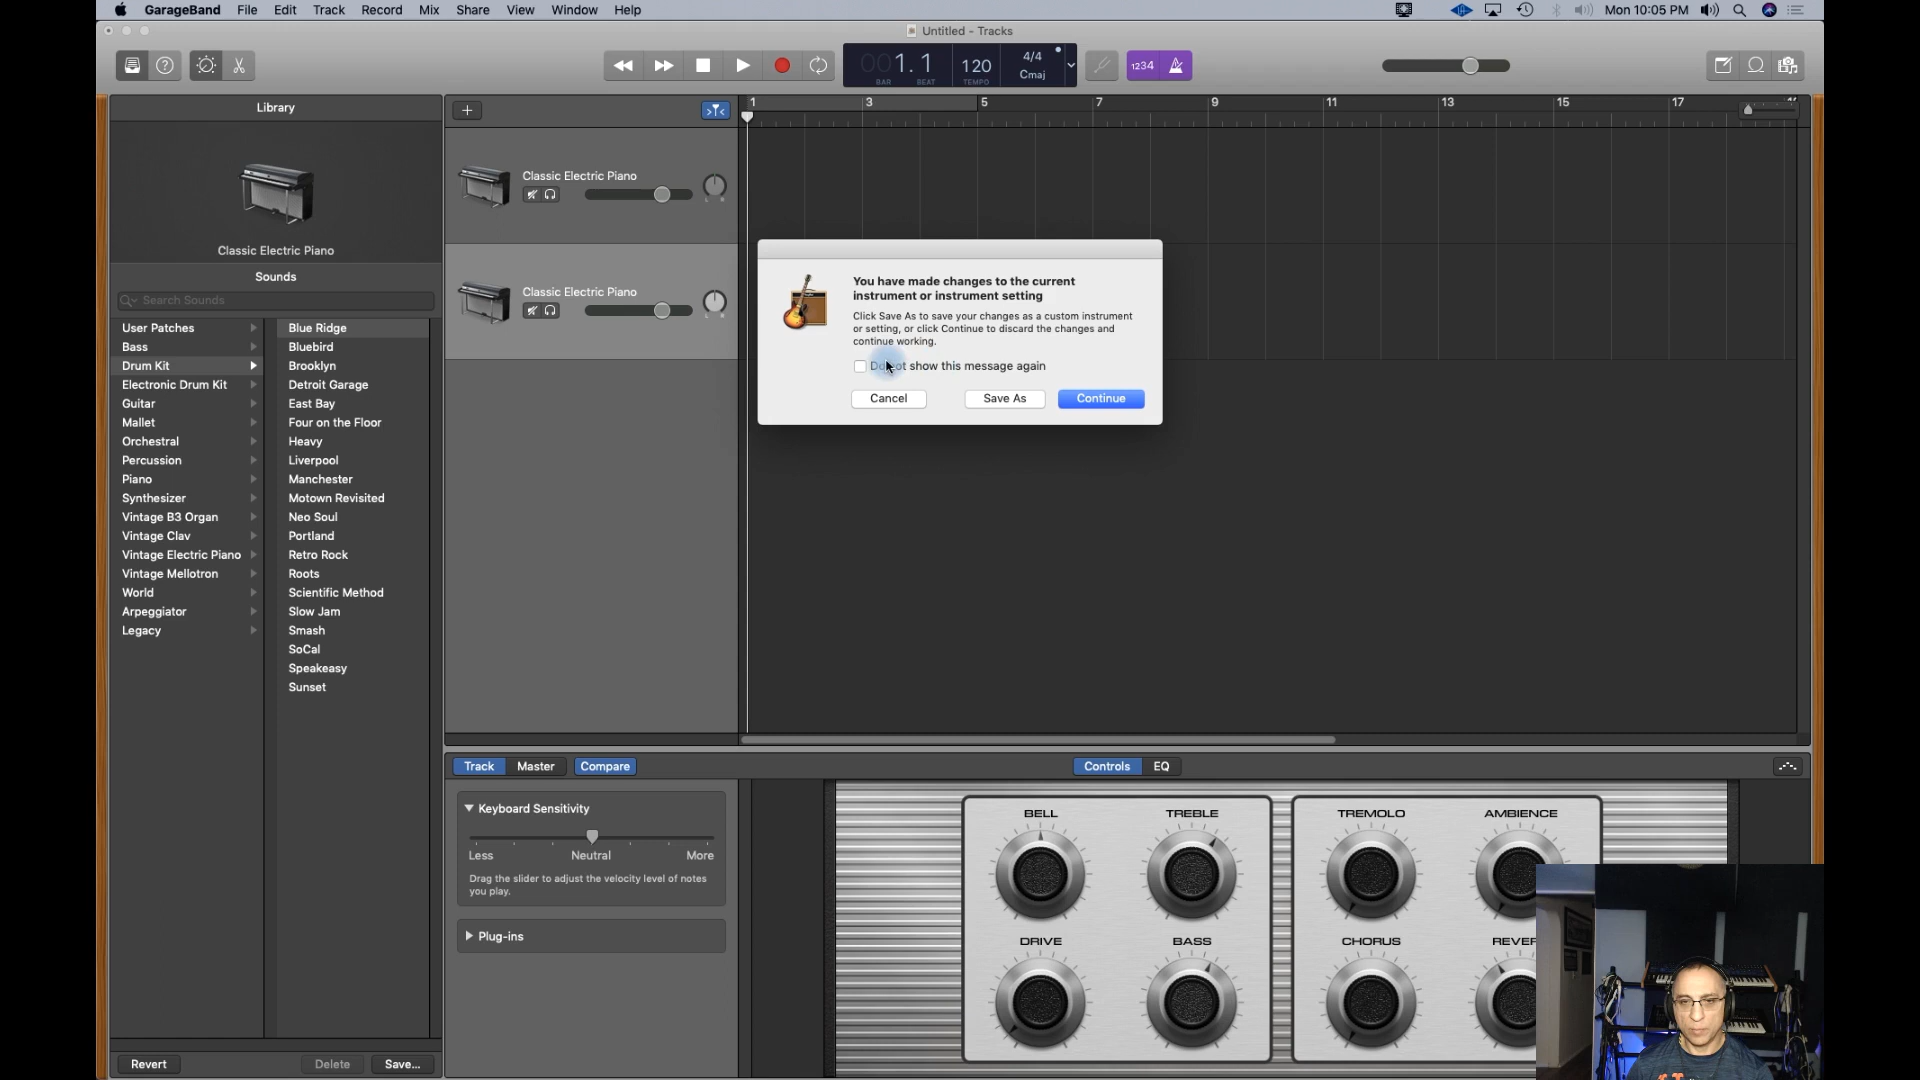 GarageBand File Edit Track Record Mix Share View Window Help
Mon 10:05 PM
Untitled - Tracks
001.1
BAR BEAT
120
TEMPO
4/4
Cmaj
1234
Library
Classic Electric Piano
Sounds
Search Sounds
User Patches
Bass
Drum Kit
Electronic Drum Kit
Guitar
Mallet
Orchestral
Percussion
Piano
Synthesizer
Vintage B3 Organ
Vintage Clav
Vintage Electric Piano
Vintage Mellotron
World
Arpeggiator
Legacy
Blue Ridge
Bluebird
Brooklyn
Detroit Garage
East Bay
Four on the Floor
Heavy
Liverpool
Manchester
Motown Revisited
Neo Soul
Portland
Retro Rock
Roots
Scientific Method
Slow Jam
Smash
SoCal
Speakeasy
Sunset
Revert Delete Save...
1 3 5 7 9 11 13 15 17
Classic Electric Piano
Classic Electric Piano
You have made changes to the current
instrument or instrument setting
Click Save As to save your changes as a custom instrument
or setting, or click Continue to discard the changes and
continue working.
show this message again
Cancel Save As Continue
Track Master Compare Controls EQ
Keyboard Sensitivity
Less Neutral More
Drag the slider to adjust the velocity level of notes
you play.
Plug-ins
BELL TREBLE TREMOLO AMBIENCE
DRIVE BASS CHORUS REVER